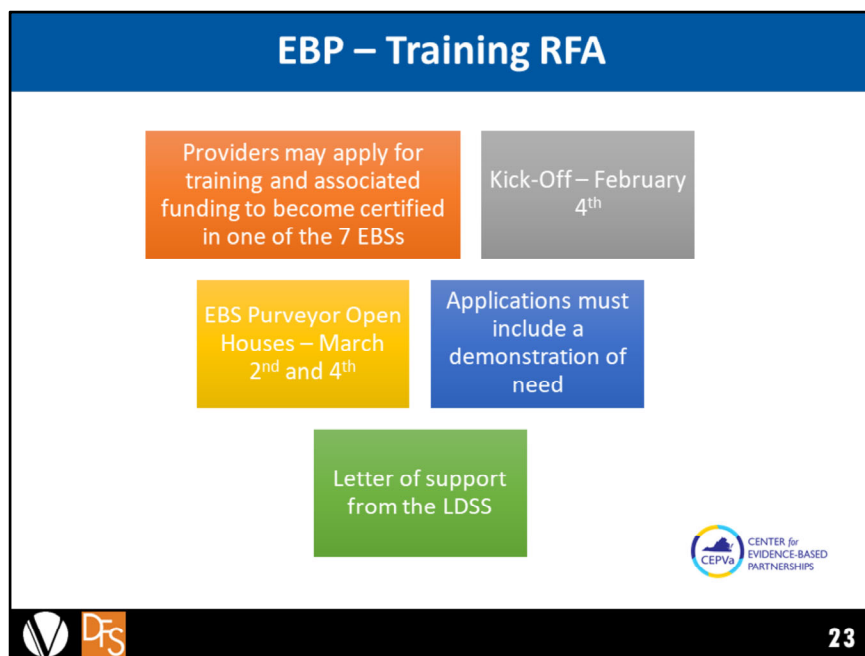 EBP – Training RFA
Providers may apply for
training and associated
funding to become certified
in one of the 7 EBSs
Kick-Off – February
4th
EBS Purveyor Open
Houses – March
2nd and 4th
Applications must
include a
demonstration of
need
Letter of support
from the LDSS
CEPVa
CENTER for
EVIDENCE-BASED
PARTNERSHIPS
V
DFS
23